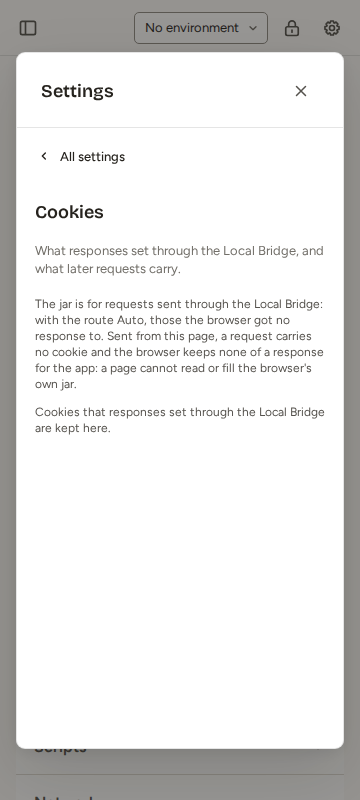 No environment
Settings
All settings
Cookies
What responses set through the Local Bridge, and
what later requests carry.
The jar is for requests sent through the Local Bridge:
with the route Auto, those the browser got no
response to. Sent from this page, a request carries
no cookie and the browser keeps none of a response
for the app: a page cannot read or fill the browser's
own jar.
Cookies that responses set through the Local Bridge
are kept here.
Scripts